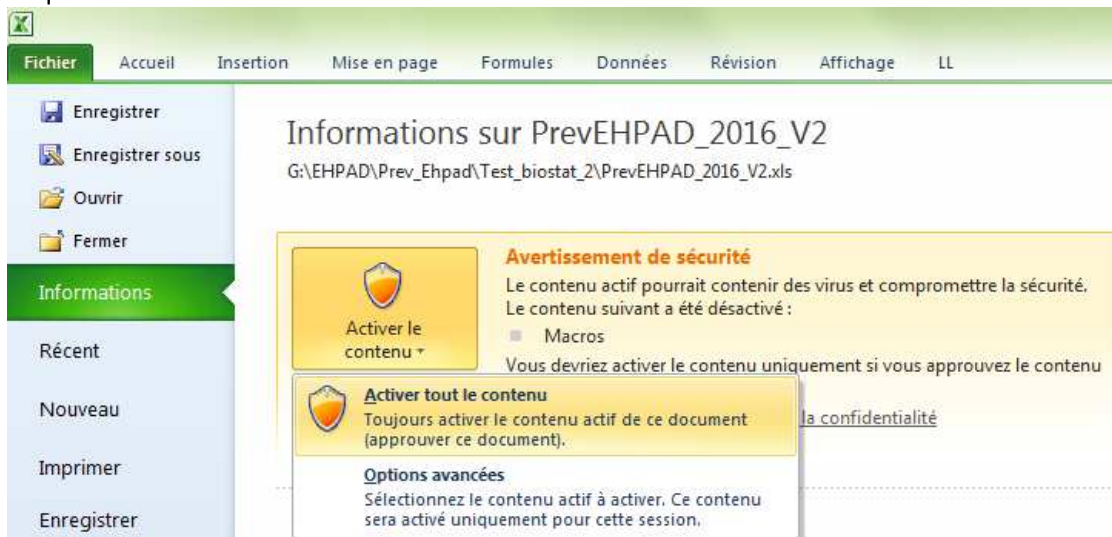 Fichier Accueil Insertion Mise en page Formules Données Révision Affichage LL
Enregistrer
Enregistrer sous
Ouvrir
Fermer
Informations
Récent
Nouveau
Imprimer
Enregistrer
Informations sur PrevEHPAD_2016_V2
G:\EHPAD\Prev_Ehpad\Test_biostat_2\PrevEHPAD_2016_V2.xls
Activer le
contenu
Avertissement de sécurité
Le contenu actif pourrait contenir des virus et compromettre la sécurité.
Le contenu suivant a été désactivé :
Macros
Vous devriez activer le contenu uniquement si vous approuvez le contenu
la confidentialité
Activer tout le contenu
Toujours activer le contenu actif de ce document
(approuver ce document).
Options avancées
Sélectionnez le contenu actif à activer. Ce contenu
sera activé uniquement pour cette session.